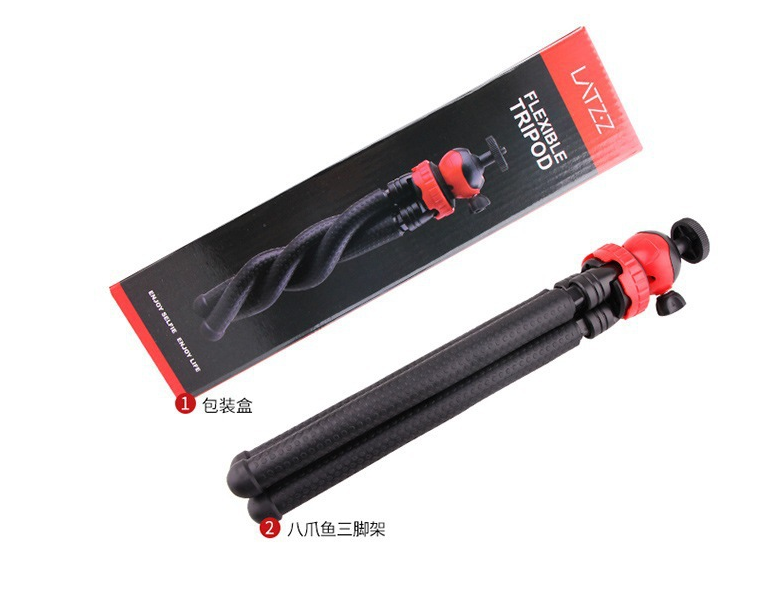 LATZZ
FLEXIBLE
TRIPOD
ENJOY SELFIE ENJOY LIFE
1 包装盒
2 八爪鱼三脚架